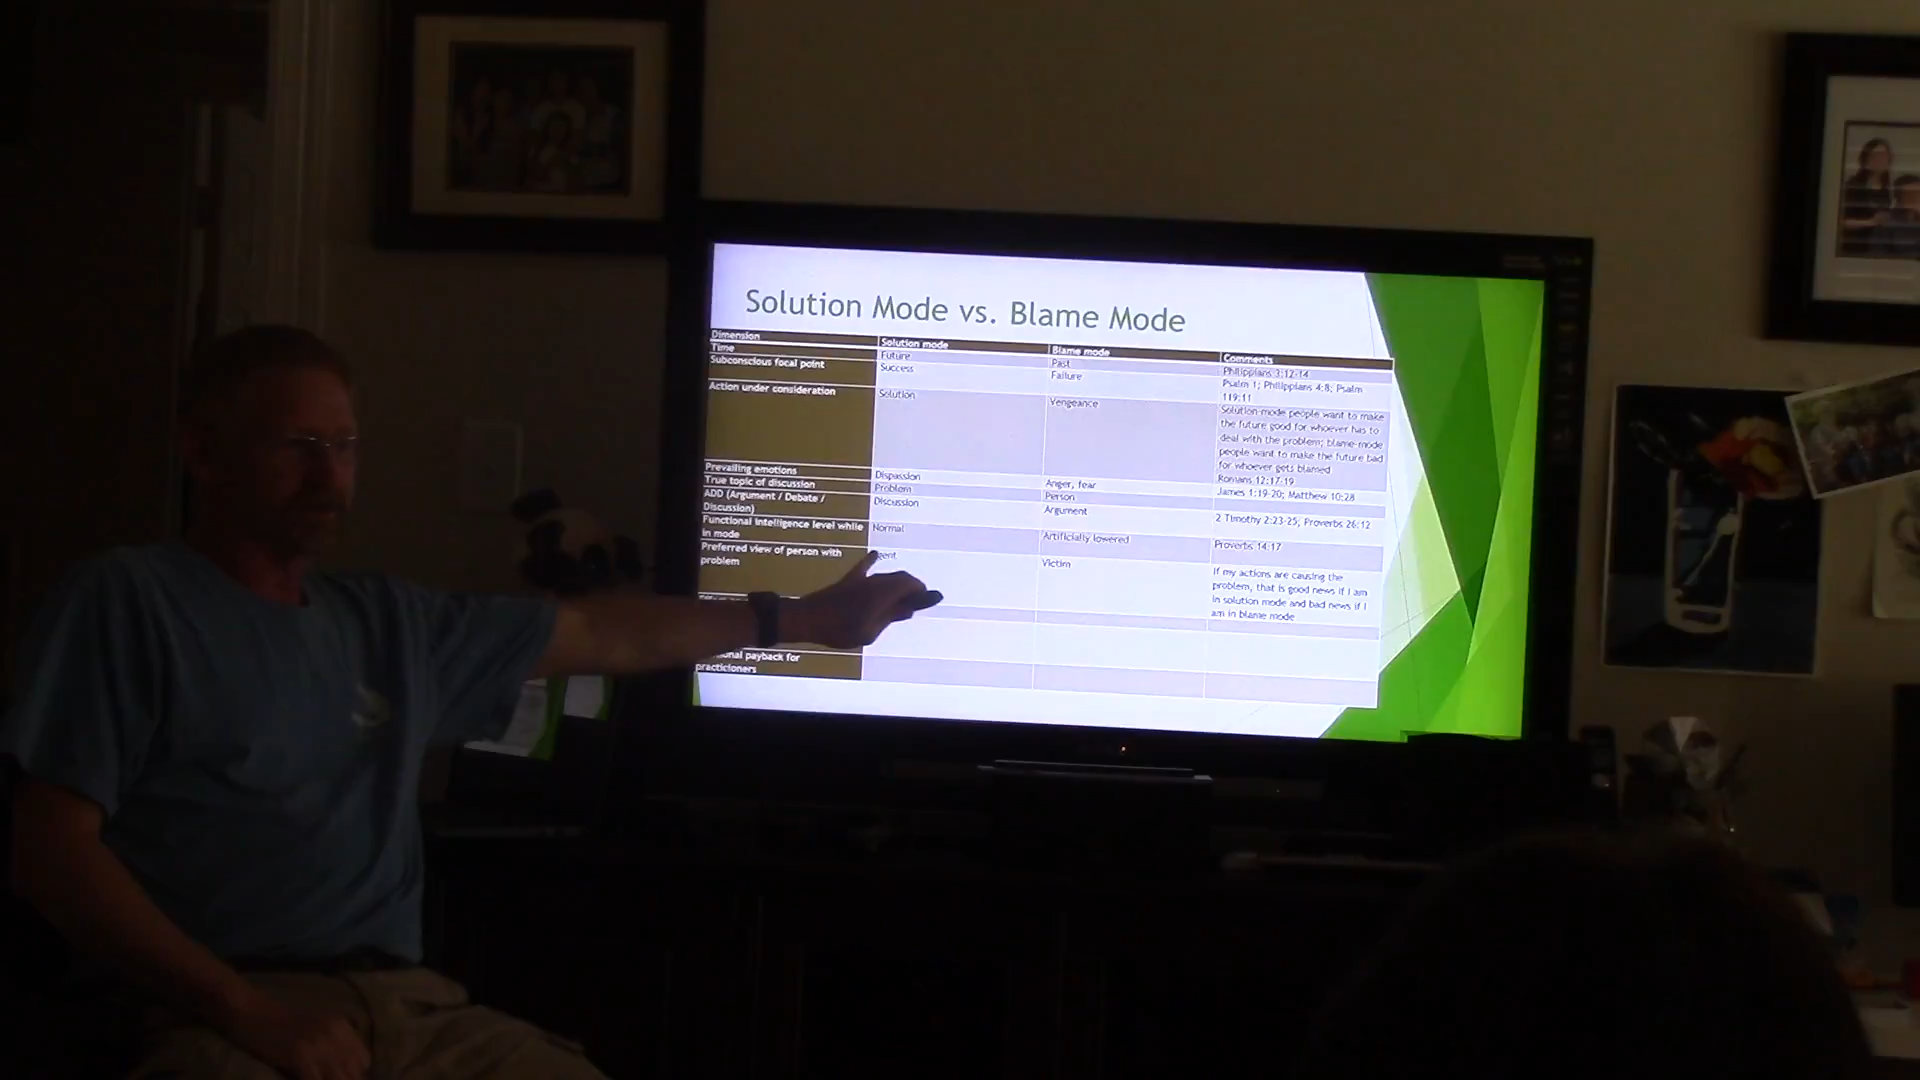 Solution Mode vs. Blame Mode
Dimension Solution mode Blame mode Comments
Time Future Past Philippians 3:12-14
Subconscious focal point Success Failure Psalm 1; Philippians 4:8; Psalm
119:11
Action under consideration Solution Vengeance Solution-mode people want to make
the future good for whoever has to
deal with the problem; blame-mode
people want to make the future bad
for whoever gets blamed
Romans 12:17-19
Prevailing emotions Dispassion Anger, fear James 1:19-20; Matthew 10:28
True topic of discussion Problem Person
ADD (Argument / Debate /
Discussion) Discussion Argument 2 Timothy 2:23-25; Proverbs 26:12
Functional intelligence level while
in mode Normal Artificially lowered Proverbs 14:17
Preferred view of person with
problem Victim If my actions are causing the
problem, that is good news if I am
in solution mode and bad news if I
am in blame mode
payback for
practicioners